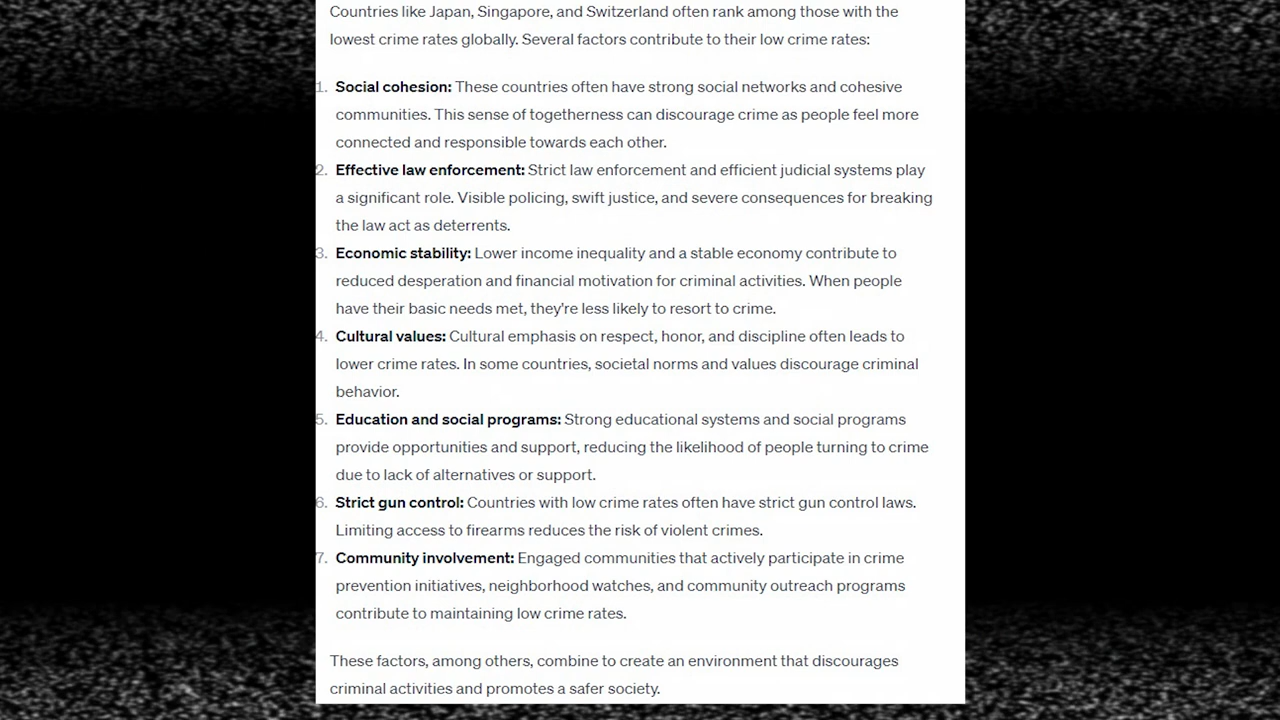 Countries like Japan, Singapore, and Switzerland often rank among those with the
lowest crime rates globally. Several factors contribute to their low crime rates:
1. Social cohesion: These countries often have strong social networks and cohesive
communities. This sense of togetherness can discourage crime as people feel more
connected and responsible towards each other.
2. Effective law enforcement: Strict law enforcement and efficient judicial systems play
a significant role. Visible policing, swift justice, and severe consequences for breaking
the law act as deterrents.
3. Economic stability: Lower income inequality and a stable economy contribute to
reduced desperation and financial motivation for criminal activities. When people
have their basic needs met, they're less likely to resort to crime.
4. Cultural values: Cultural emphasis on respect, honor, and discipline often leads to
lower crime rates. In some countries, societal norms and values discourage criminal
behavior.
5. Education and social programs: Strong educational systems and social programs
provide opportunities and support, reducing the likelihood of people turning to crime
due to lack of alternatives or support.
6. Strict gun control: Countries with low crime rates often have strict gun control laws.
Limiting access to firearms reduces the risk of violent crimes.
7. Community involvement: Engaged communities that actively participate in crime
prevention initiatives, neighborhood watches, and community outreach programs
contribute to maintaining low crime rates.
These factors, among others, combine to create an environment that discourages
criminal activities and promotes a safer society.